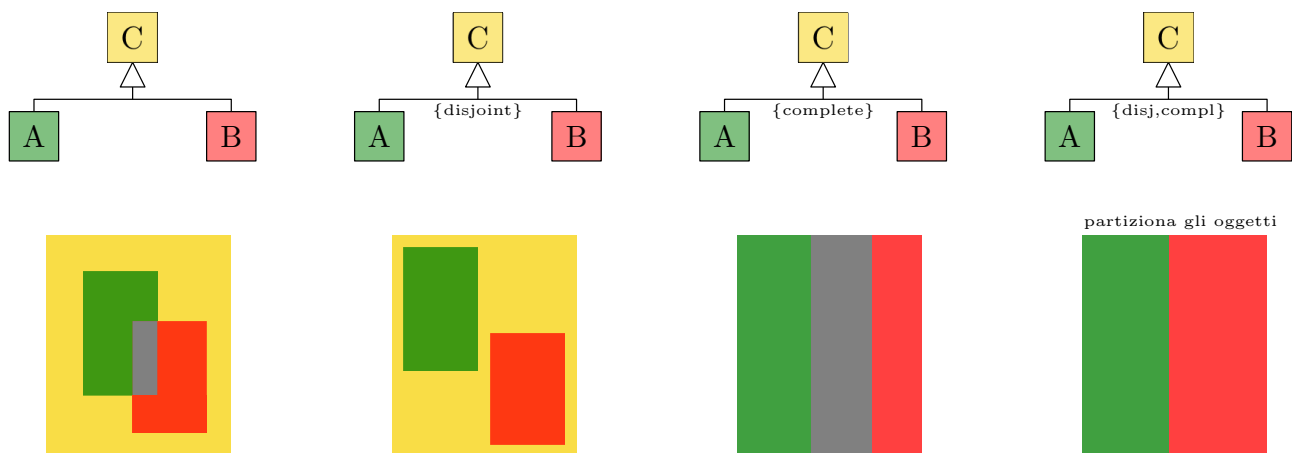 C C C C
{disjoint} {complete} {disj,compl}
A B A B A B A B
partiziona gli oggetti